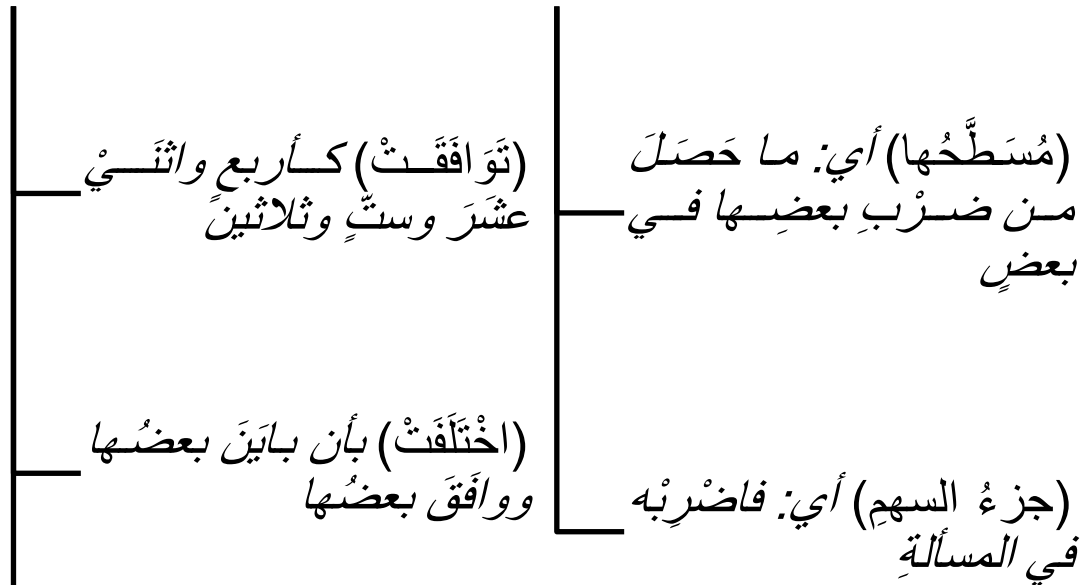 (مُسَطَّحُها) أي: ما حَصَلَ
من ضرْبِ بعضِها في
بعضٍ
(جزءُ السهمِ) أي: فاضْرِبْه
في المسألةِ
(تَوَافَقَتْ) كأربعٍ واثنَيْ
عشَرَ وستٍّ وثلاثينَ
(اخْتَلَفَتْ) بأن بايَنَ بعضُها
ووافَقَ بعضُها